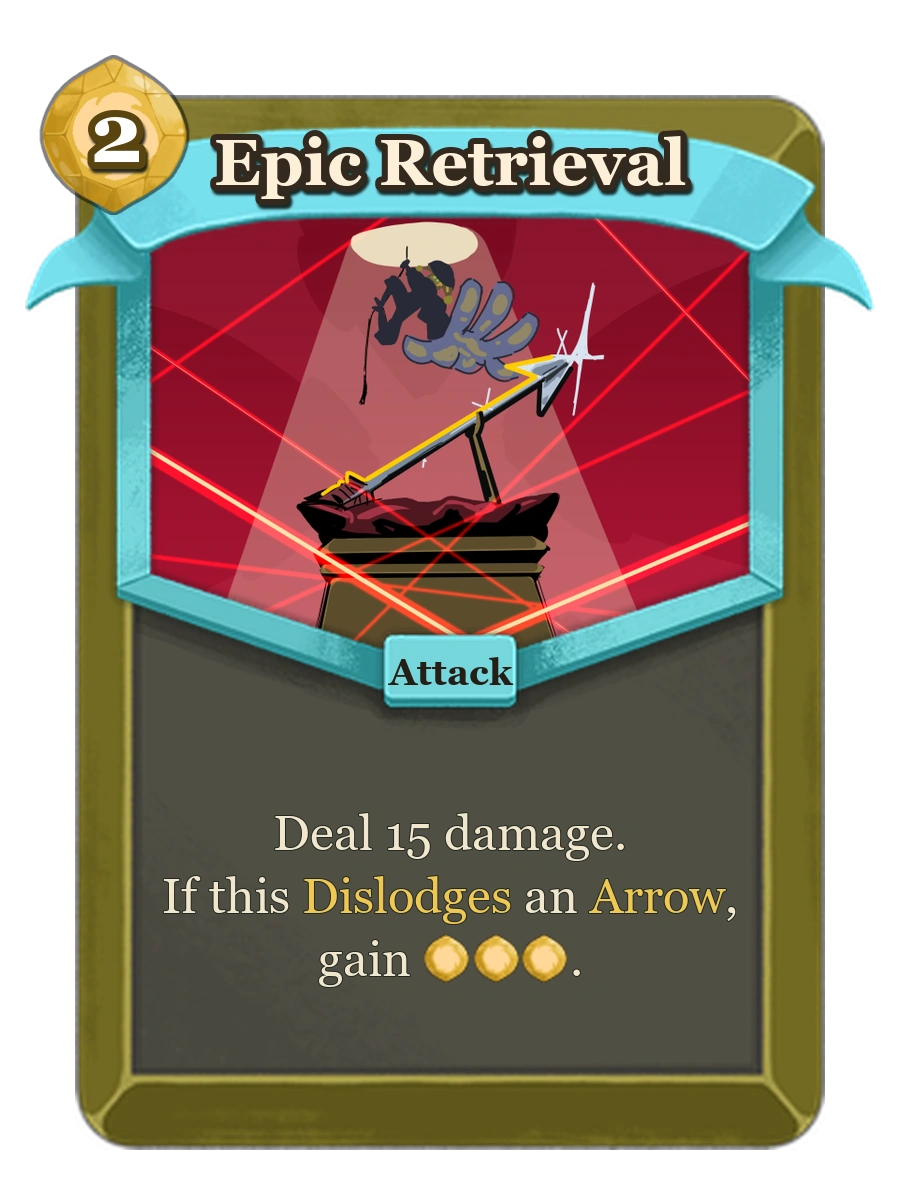 2
Epic Retrieval
Attack
Deal 15 damage.
If this Dislodges an Arrow,
gain .